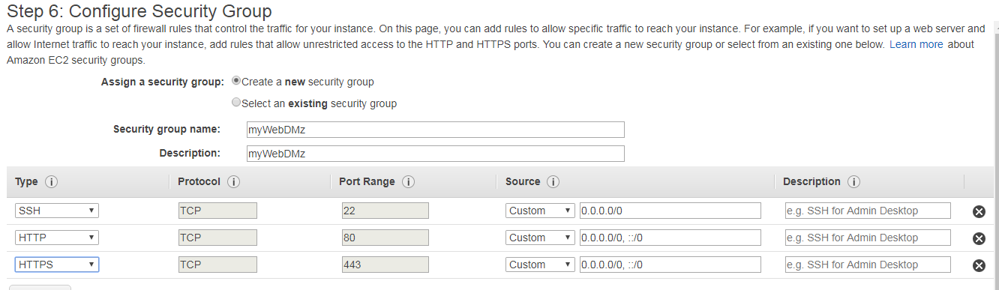 Step 6: Configure Security Group
A security group is a set of firewall rules that control the traffic for your instance. On this page, you can add rules to allow specific traffic to reach your instance. For example, if you want to set up a web server and
allow Internet traffic to reach your instance, add rules that allow unrestricted access to the HTTP and HTTPS ports. You can create a new security group or select from an existing one below. Learn more about
Amazon EC2 security groups.
Assign a security group: Create a new security group
Select an existing security group
Security group name: myWebDMz
Description: myWebDMz
Type i Protocol i Port Range i Source i Description i
SSH TCP 22 Custom 0.0.0.0/0 e.g. SSH for Admin Desktop
HTTP TCP 80 Custom 0.0.0.0/0, ::/0 e.g. SSH for Admin Desktop
HTTPS TCP 443 Custom 0.0.0.0/0, ::/0 e.g. SSH for Admin Desktop